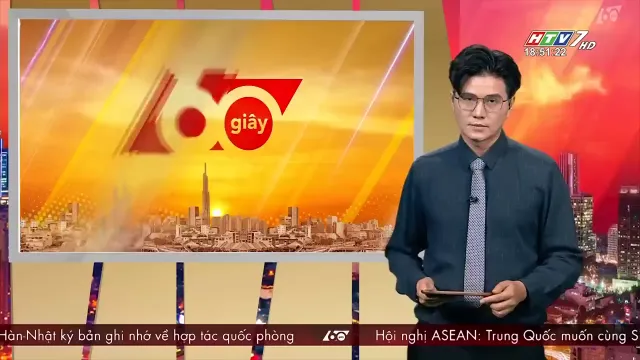 HTV7 HD
18:51:22
60
giây
Hàn-Nhật ký bản ghi nhớ về hợp tác quốc phòng
60
Hội nghị ASEAN: Trung Quốc muốn cùng S